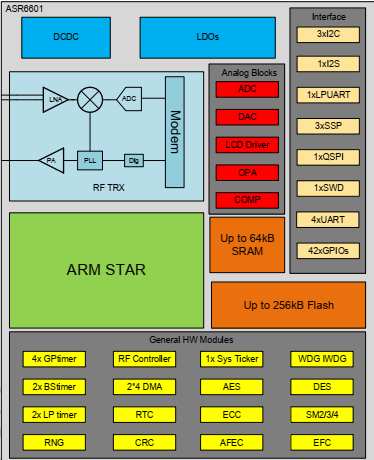 ASR6601
DCDC
LDOs
Interface
3xI2C
1xI2S
1xLPUART
3xSSP
1xQSPI
1xSWD
4xUART
42xGPIOs
LNA
ADC
Modem
PA
PLL
Dig
RF TRX
Analog Blocks
ADC
DAC
LCD Driver
OPA
COMP
ARM STAR
Up to 64kB
SRAM
Up to 256kB Flash
General HW Modules
4x GPtimer
RF Controller
1x Sys Ticker
WDG IWDG
2x BStimer
2*4 DMA
AES
DES
2x LP timer
RTC
ECC
SM2/3/4
RNG
CRC
AFEC
EFC